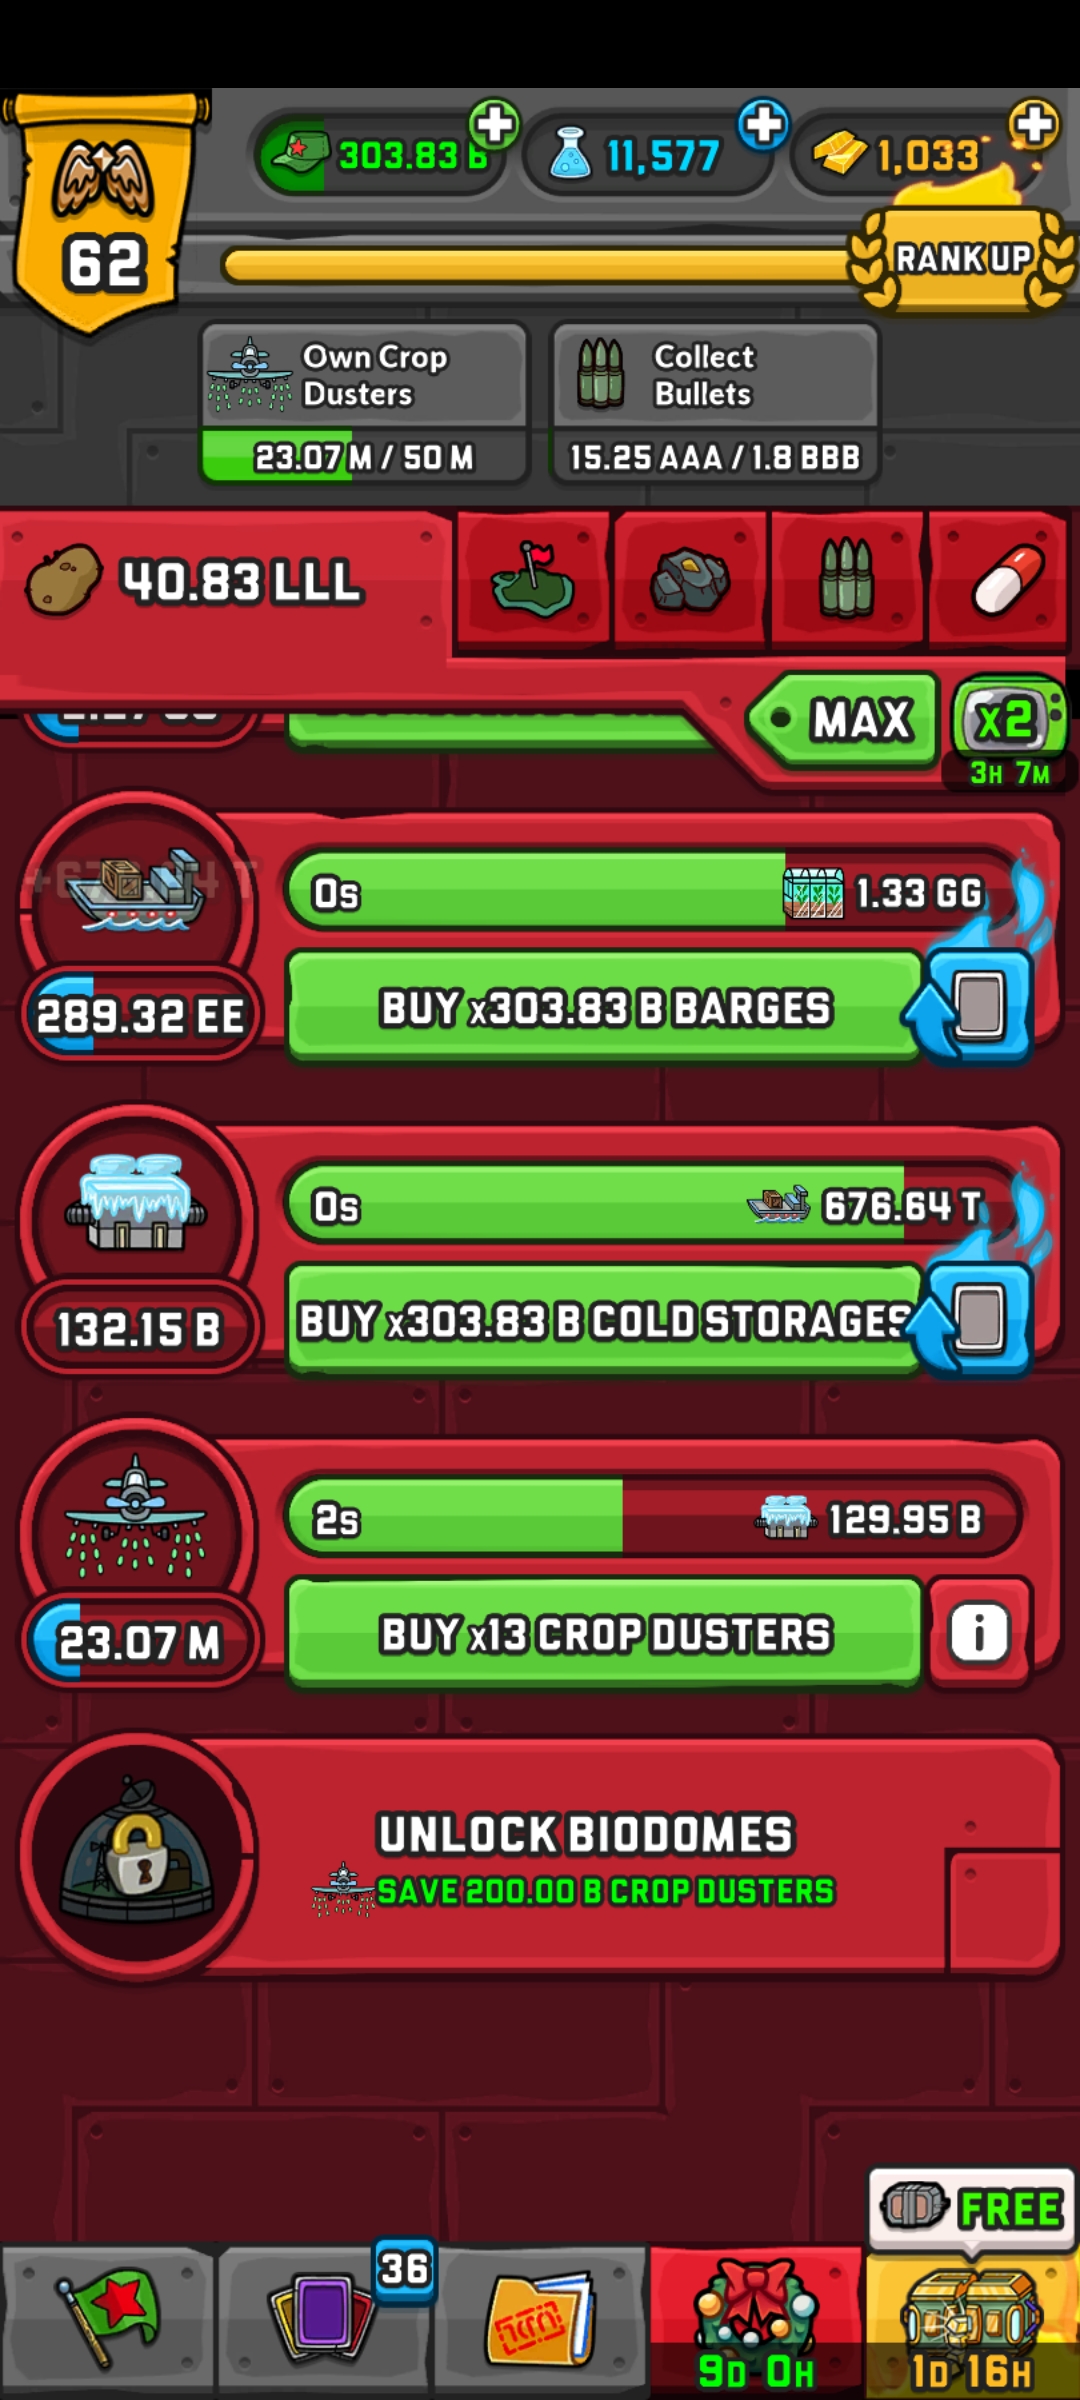 303.83 B
11,577
1,033
62
RANK UP
Own Crop
Dusters
23.07 M / 50 M
Collect
Bullets
15.25 AAA / 1.8 BBB
40.83 LLL
MAX
x2
3H 7M
0s
1.33 GG
289.32 EE
BUY x303.83 B BARGES
0s
676.64 T
132.15 B
BUY x303.83 B COLD STORAGES
2s
129.95 B
23.07 M
BUY x13 CROP DUSTERS
i
UNLOCK BIODOMES
SAVE 200.00 B CROP DUSTERS
FREE
36
9D 0H
1D 16H